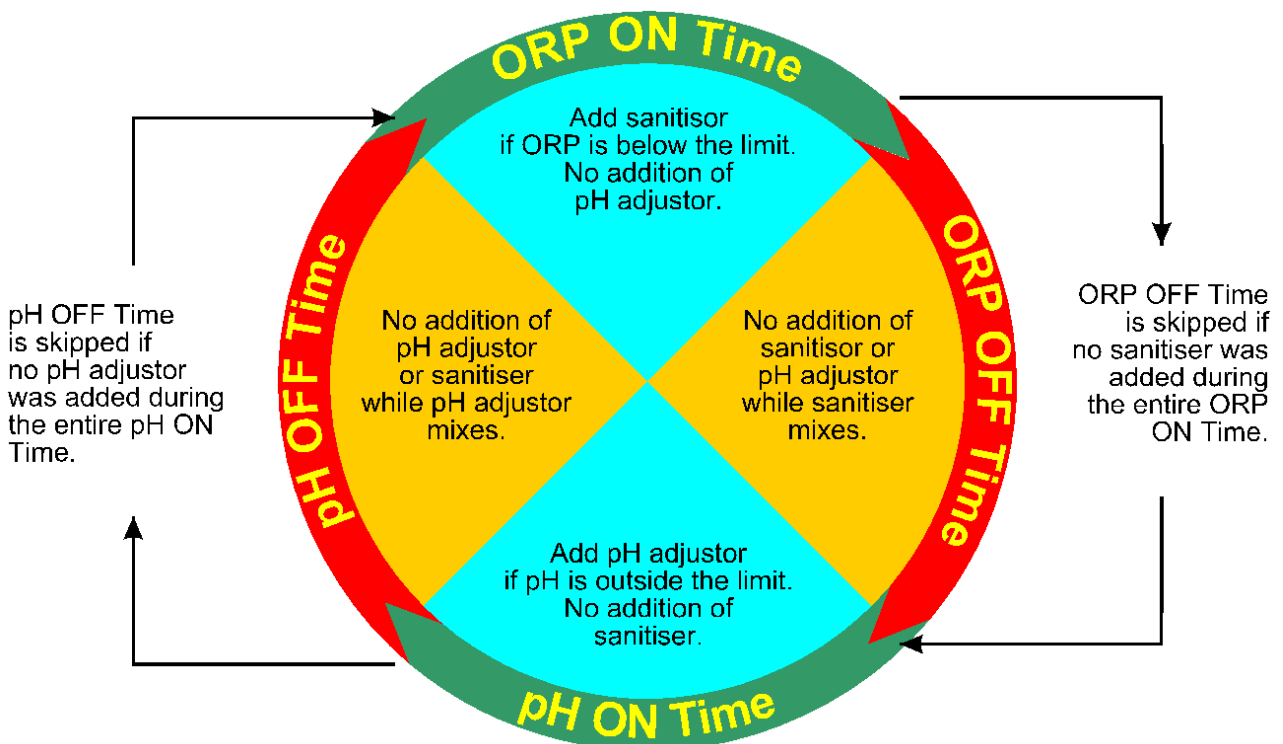 ORP ON Time
Add sanitisor
if ORP is below the limit.
No addition of
pH adjustor.
ORP OFF Time
No addition of
sanitisor or
pH adjustor
while sanitiser
mixes.
ORP OFF Time
is skipped if
no sanitiser was
added during
the entire ORP
ON Time.
pH ON Time
Add pH adjustor
if pH is outside the limit.
No addition of
sanitiser.
pH OFF Time
No addition of
pH adjustor
or sanitiser
while pH adjustor
mixes.
pH OFF Time
is skipped if
no pH adjustor
was added during
the entire pH ON
Time.